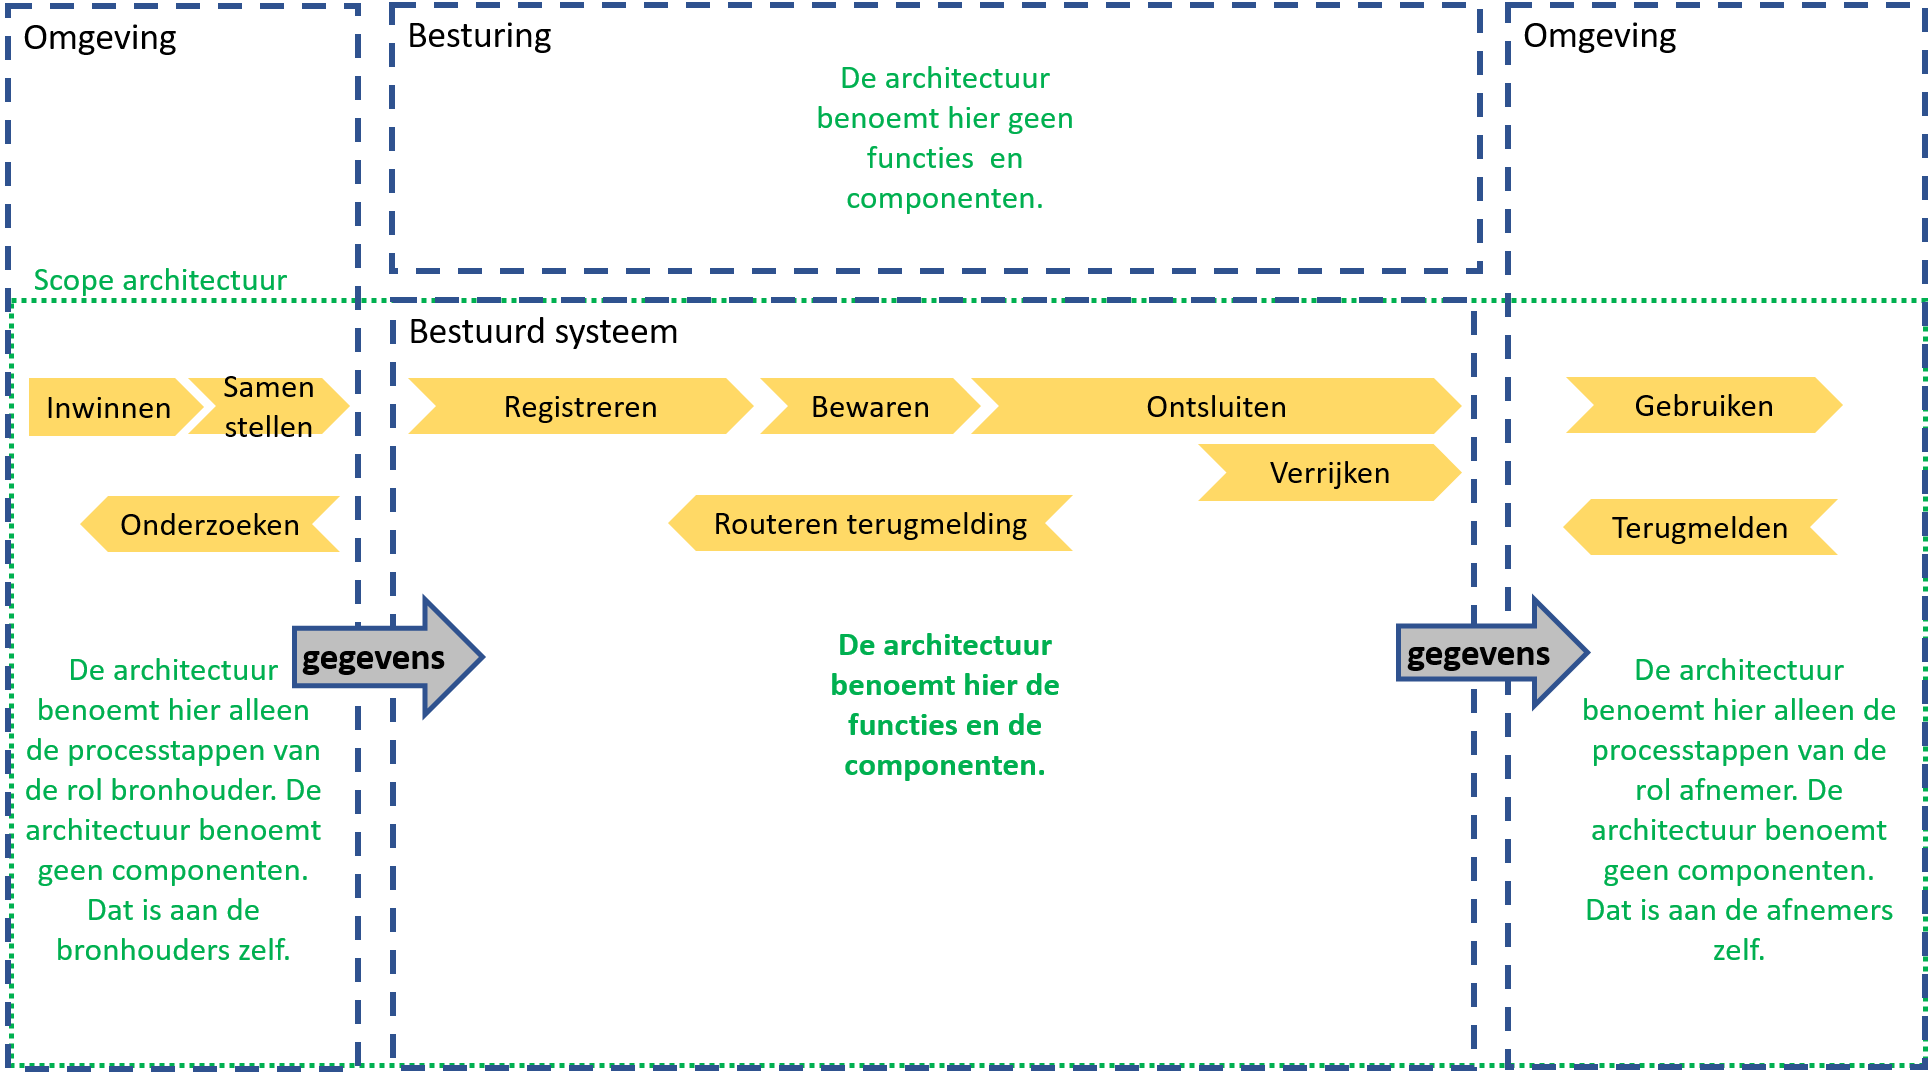 Omgeving
Besturing
De architectuur
benoemt hier geen
functies en
componenten.
Omgeving
Scope architectuur
Bestuurd systeem
Inwinnen
Samen
stellen
Registreren
Bewaren
Ontsluiten
Gebruiken
Verrijken
Onderzoeken
Routeren terugmelding
Terugmelden
gegevens
gegevens
De architectuur
benoemt hier alleen
de processtappen van
de rol bronhouder. De
architectuur benoemt
geen componenten.
Dat is aan de
bronhouders zelf.
De architectuur
benoemt hier de
functies en de
componenten.
De architectuur
benoemt hier alleen de
processtappen van de
rol afnemer. De
architectuur benoemt
geen componenten.
Dat is aan de afnemers
zelf.